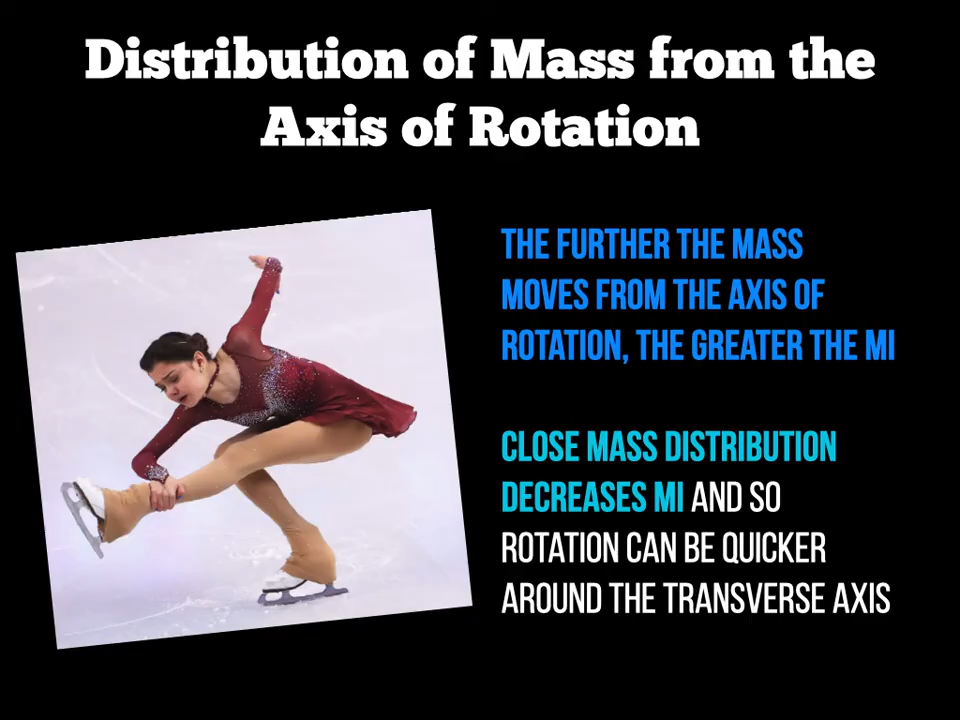 Distribution of Mass from the
Axis of Rotation
THE FURTHER THE MASS
MOVES FROM THE AXIS OF
ROTATION, THE GREATER THE MI
CLOSE MASS DISTRIBUTION
DECREASES MI AND SO
ROTATION CAN BE QUICKER
AROUND THE TRANSVERSE AXIS